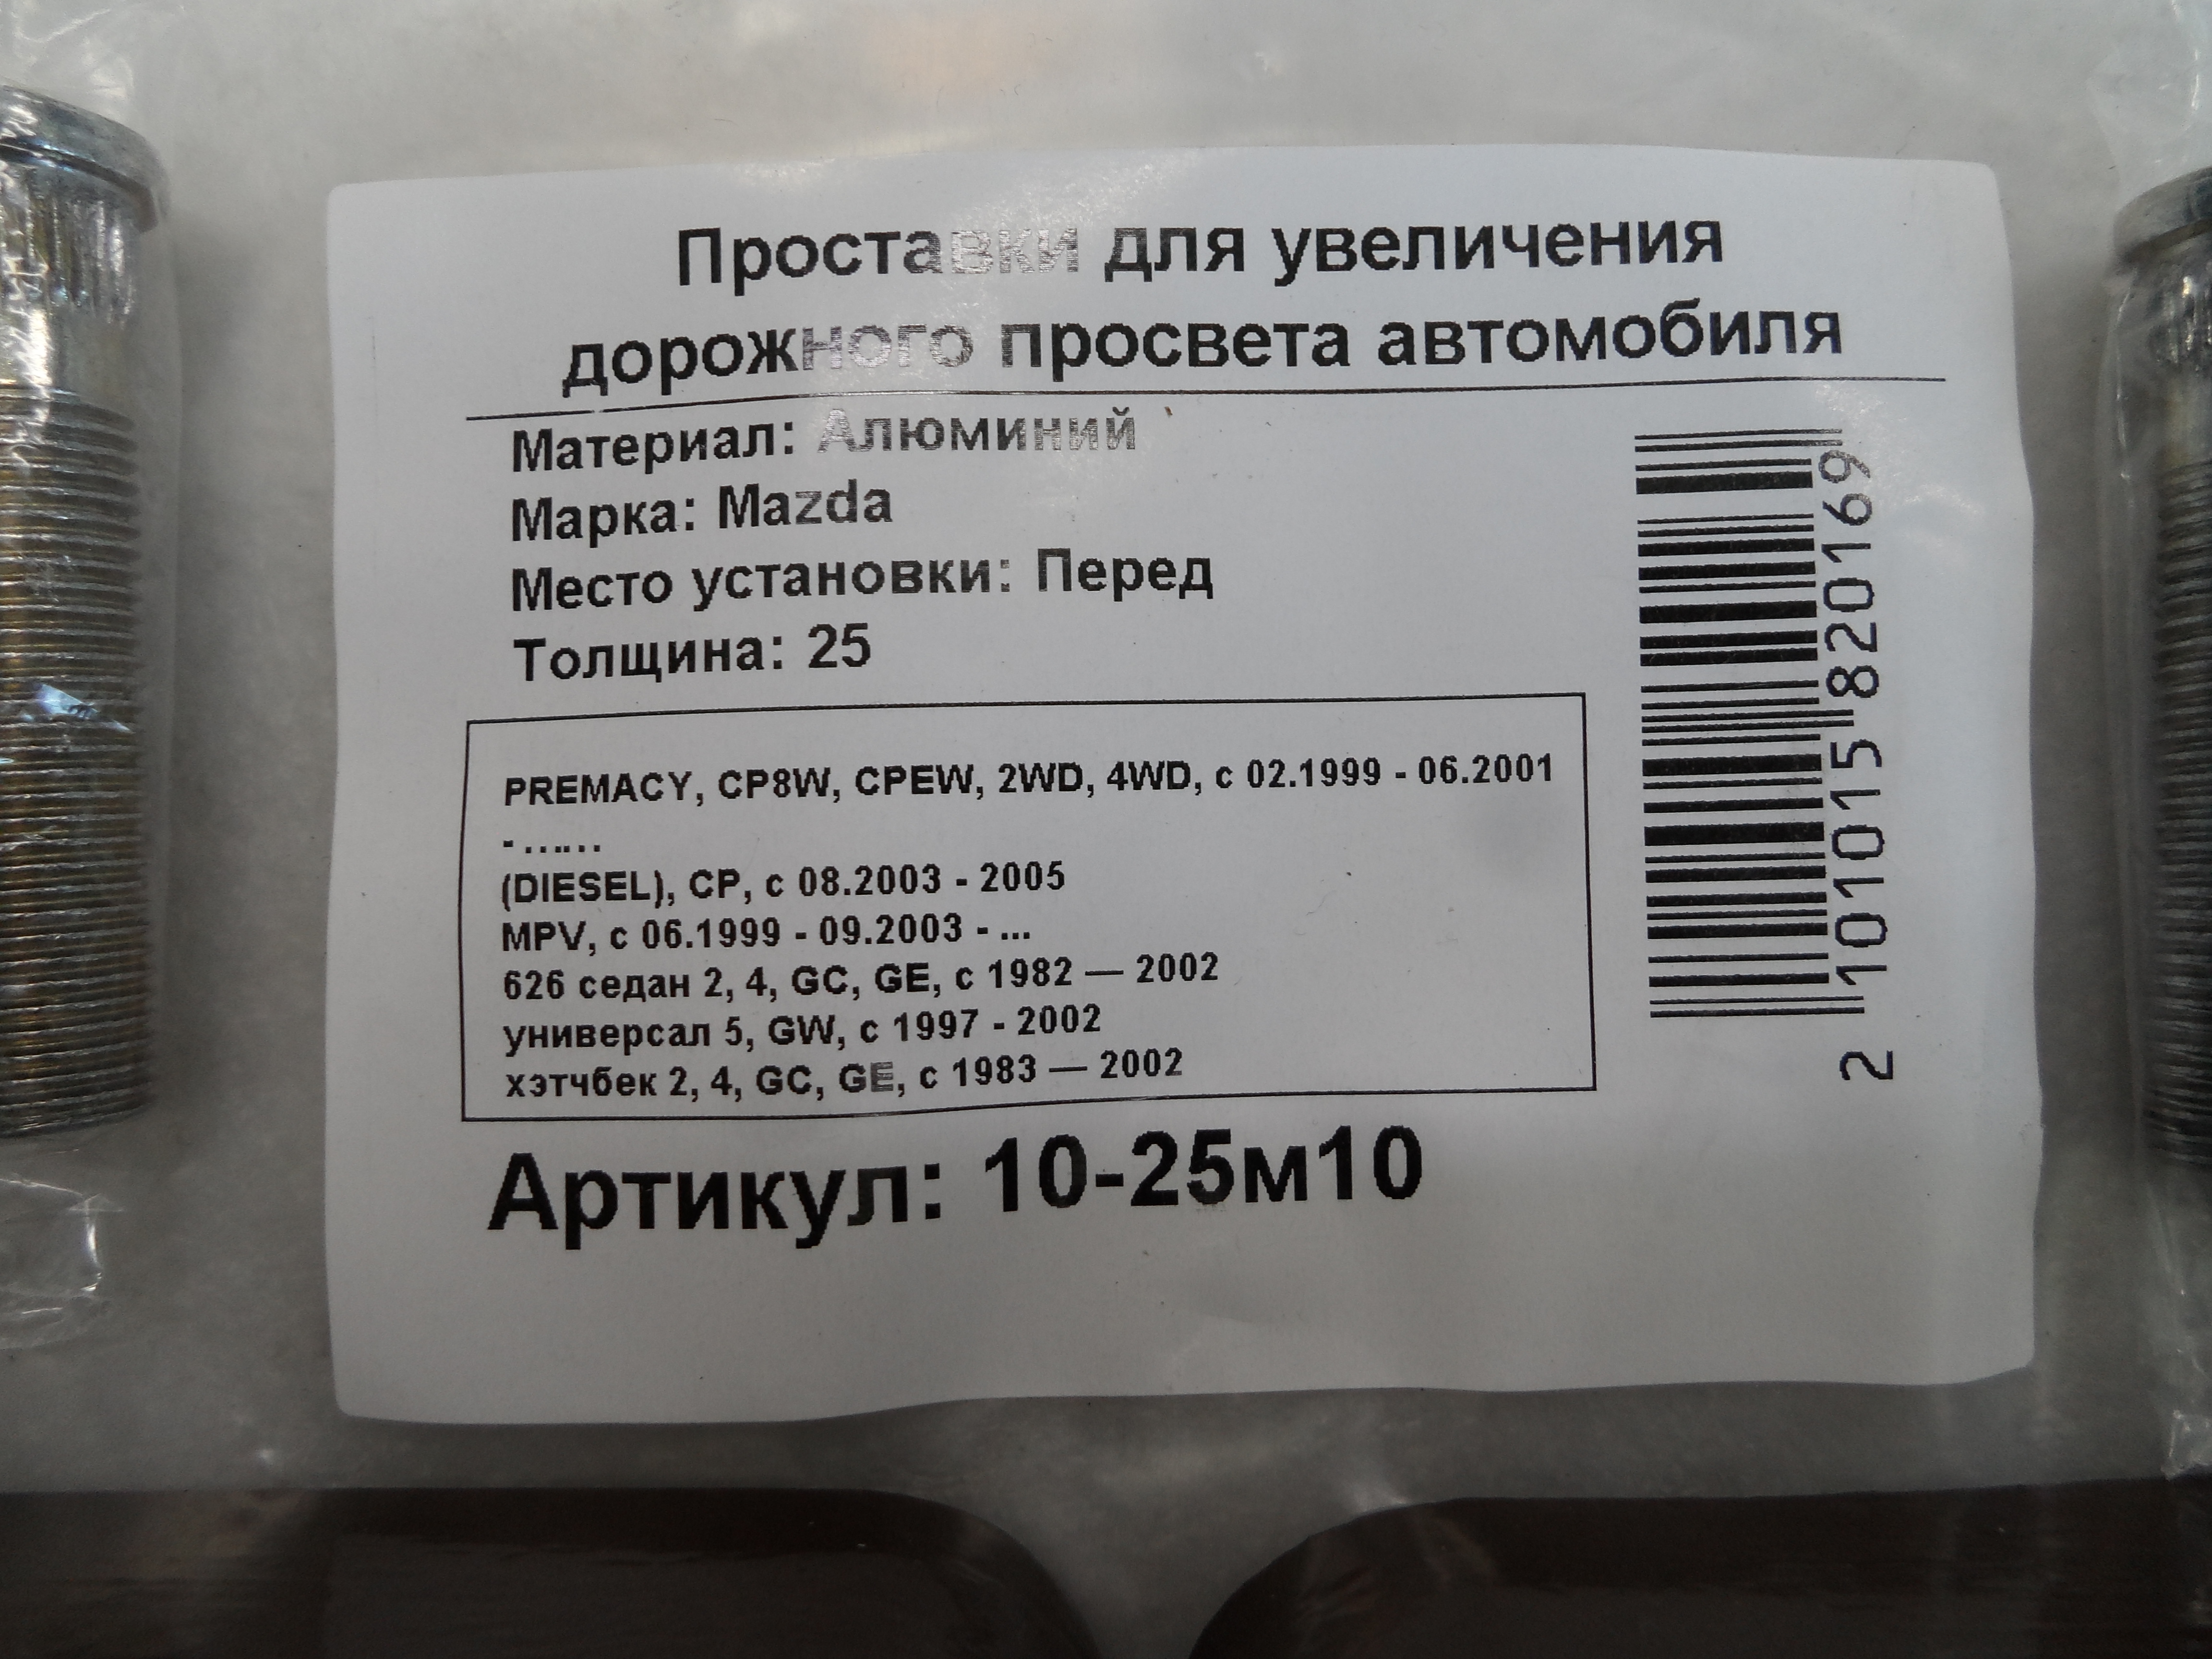 Проставки для увеличения
дорожного просвета автомобиля
Материал: Алюминий
Марка: Mazda
Место установки: Перед
Толщина: 25
PREMACY, CP8W, CPEW, 2WD, 4WD, с 02.1999 - 06.2001
- ......
(DIESEL), CP, с 08.2003 - 2005
MPV, с 06.1999 - 09.2003 - ...
626 седан 2, 4, GC, GE, с 1982 — 2002
универсал 5, GW, с 1997 - 2002
хэтчбек 2, 4, GC, GE, с 1983 — 2002
Артикул: 10-25м10
2 101015 820169